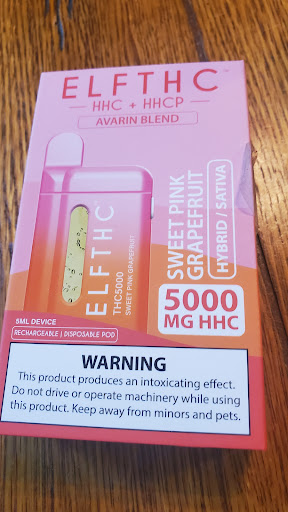 ELFTHC™
HHC + HHCP
AVARIN BLEND
SWEET PINK
GRAPEFRUIT
HYBRID / SATIVA
ELFTHC
THC5000
SWEET PINK GRAPEFRUIT
5000
MG HHC
5ML DEVICE
RECHARGEABLE | DISPOSABLE POD
WARNING
This product produces an intoxicating effect.
Do not drive or operate machinery while using
this product. Keep away from minors and pets.